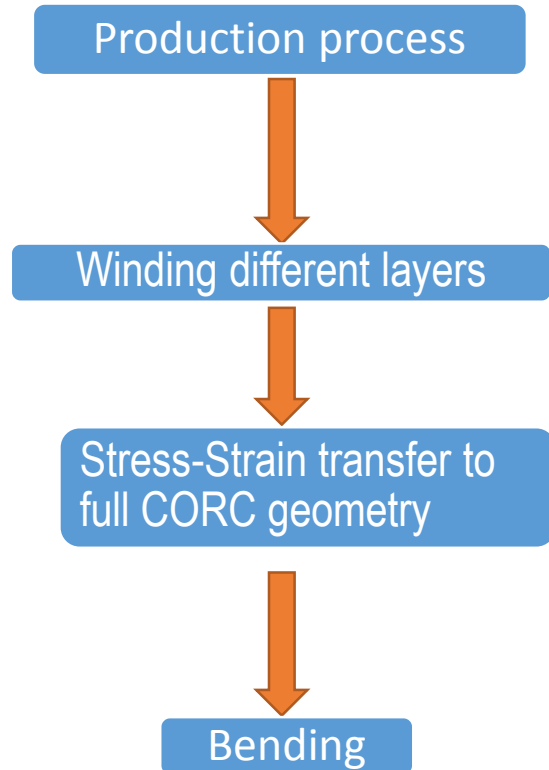 Production process
Winding different layers
Stress-Strain transfer to
full CORC geometry
Bending